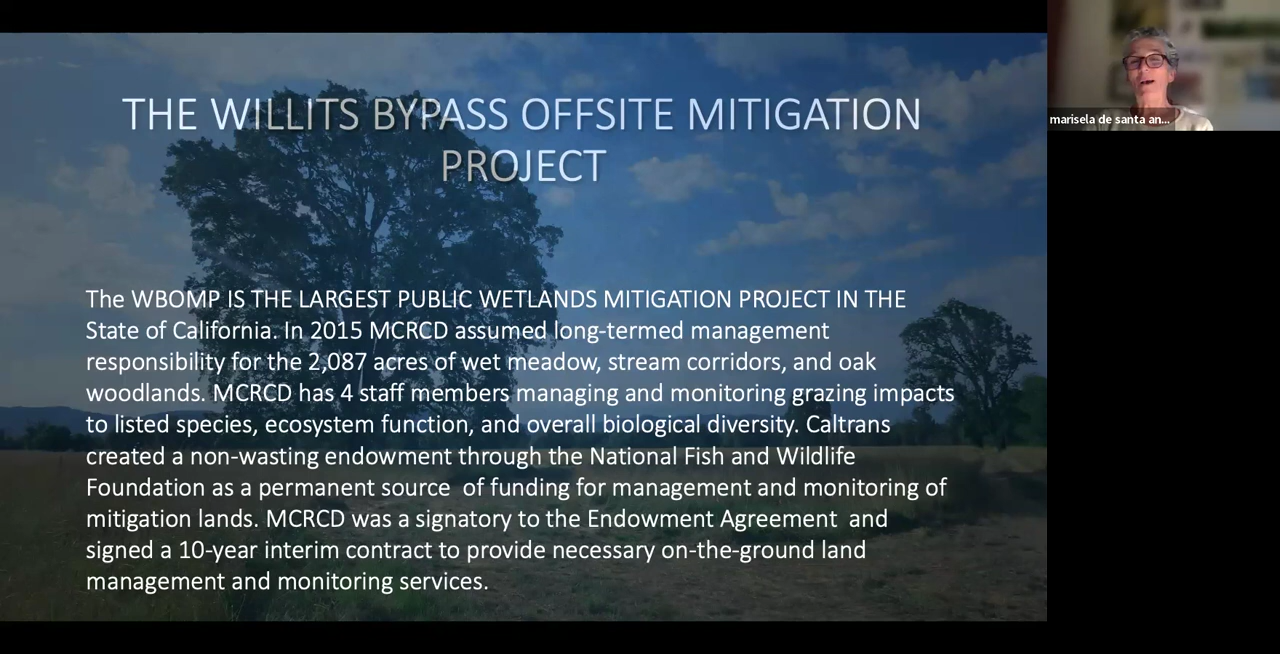 THE WILLITS BYPASS OFFSITE MITIGATION
PROJECT
The WBOMP IS THE LARGEST PUBLIC WETLANDS MITIGATION PROJECT IN THE
State of California. In 2015 MCRCD assumed long-termed management
responsibility for the 2,087 acres of wet meadow, stream corridors, and oak
woodlands. MCRCD has 4 staff members managing and monitoring grazing impacts
to listed species, ecosystem function, and overall biological diversity. Caltrans
created a non-wasting endowment through the National Fish and Wildlife
Foundation as a permanent source  of funding for management and monitoring of
mitigation lands. MCRCD was a signatory to the Endowment Agreement  and
signed a 10-year interim contract to provide necessary on-the-ground land
management and monitoring services.
marisela de santa an...